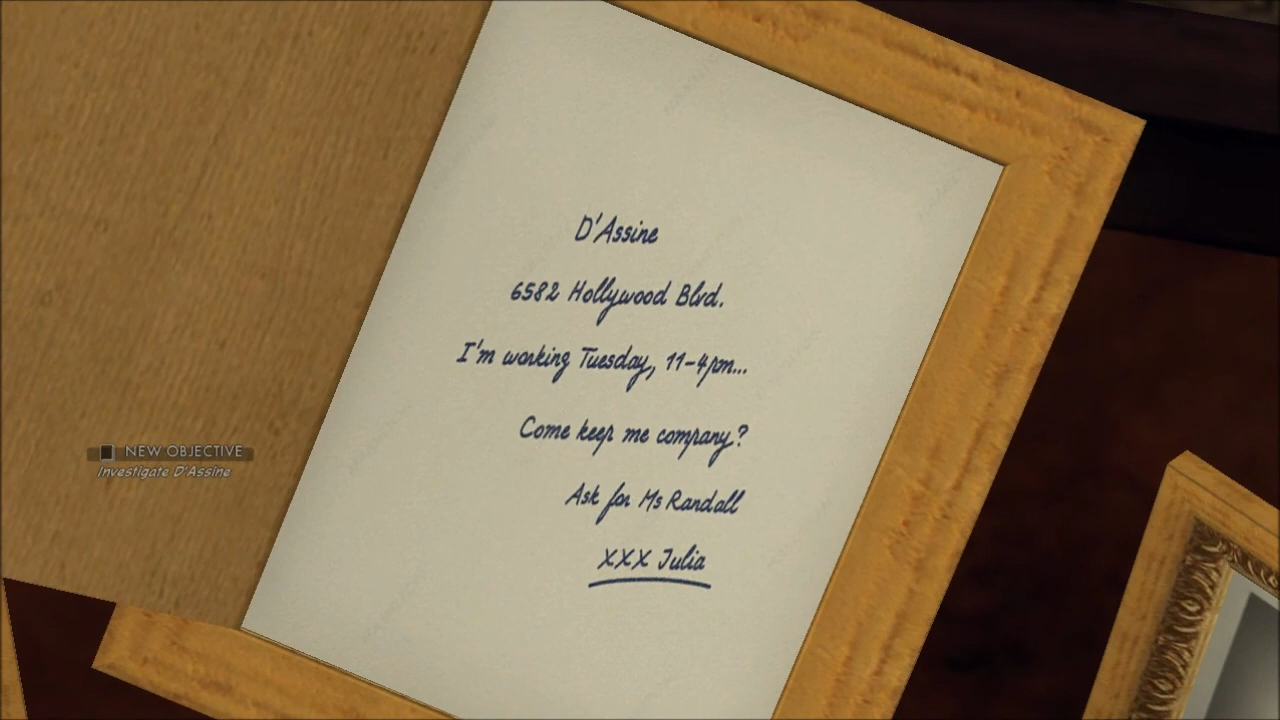 D'Assine
6582 Hollywood Blvd.
I'm working Tuesday, 11-4pm...
Come keep me company?
Ask for Ms Randall
XXX Julia
NEW OBJECTIVE
Investigate D'Assine